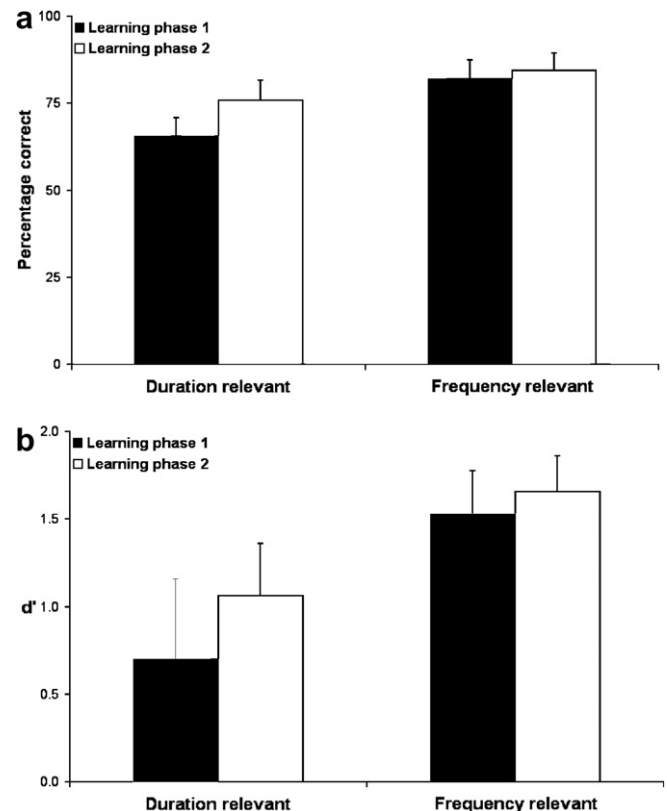 a
Learning phase 1
Learning phase 2
Percentage correct
100
75
50
25
0
Duration relevant Frequency relevant
b
Learning phase 1
Learning phase 2
d'
2.0
1.5
1.0
0.5
0.0
Duration relevant Frequency relevant